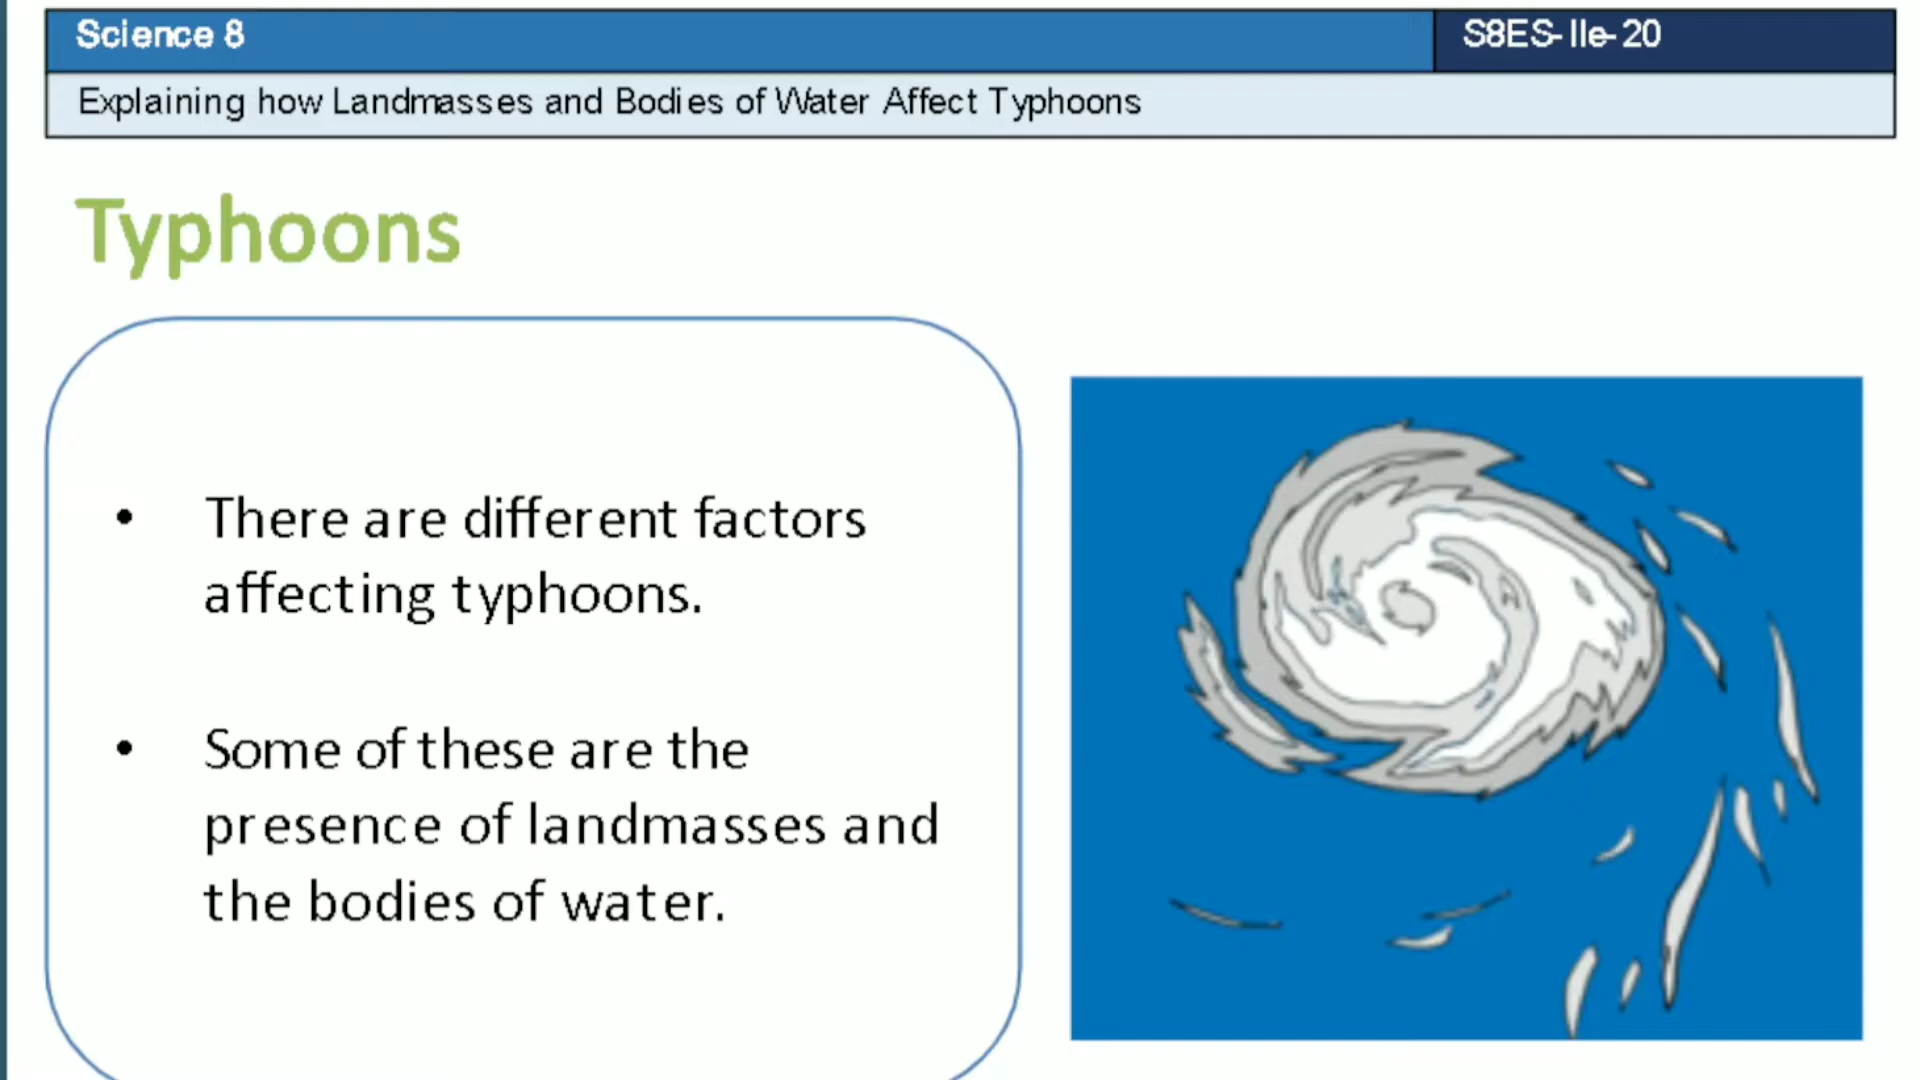 Science 8
S8ES-IIe-20
Explaining how Landmasses and Bodies of Water Affect Typhoons
Typhoons
• There are different factors
affecting typhoons.
• Some of these are the
presence of landmasses and
the bodies of water.